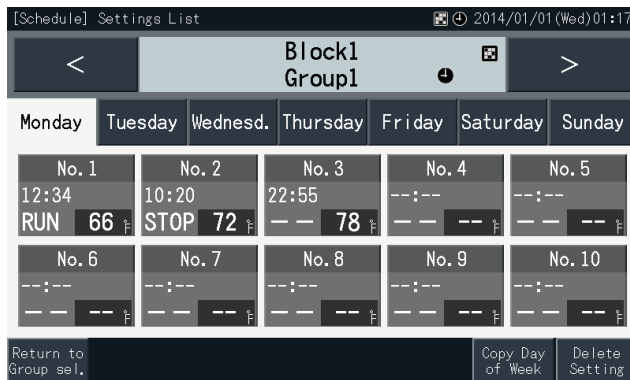 [Schedule] Settings List 2014/01/01(Wed)01:17
< Block1 >
Group1
Monday Tuesday Wednesd. Thursday Friday Saturday Sunday
No. 1 No. 2 No. 3 No. 4 No. 5
12:34 10:20 22:55 --:-- --:--
RUN 66 °F STOP 72 °F -- 78 °F -- -- °F -- -- °F
No. 6 No. 7 No. 8 No. 9 No. 10
--:-- --:-- --:-- --:-- --:--
-- -- °F -- -- °F -- -- °F -- -- °F -- -- °F
Return to Copy Day Delete
Group sel. of Week Setting